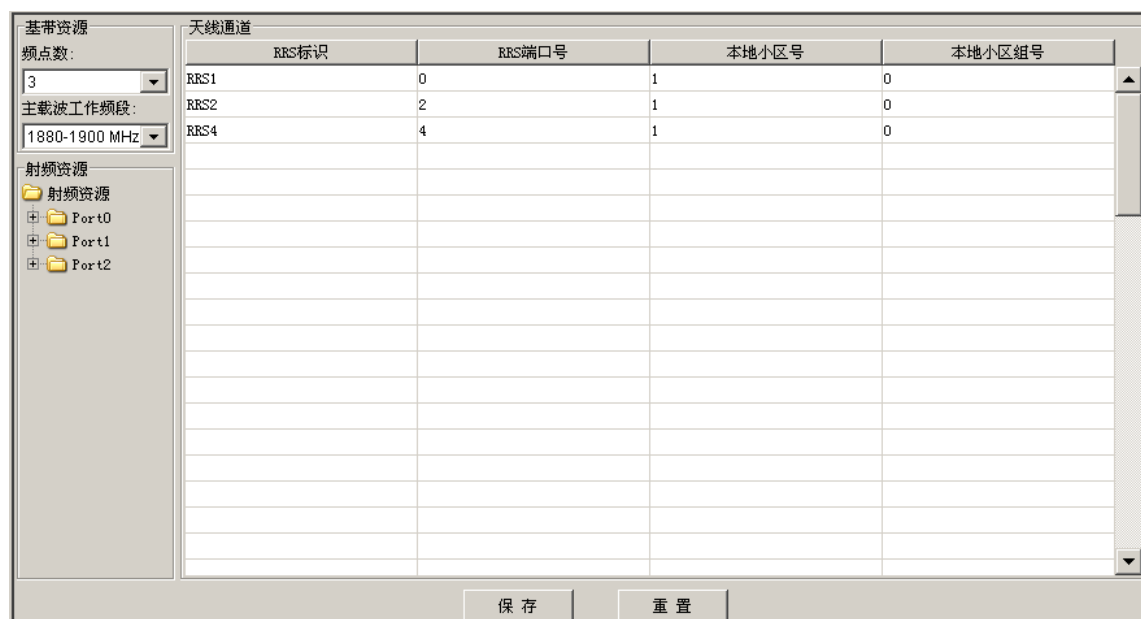 基带资源
频点数:
3
主载波工作频段:
1880-1900 MHz
射频资源
射频资源
Port0
Port1
Port2
天线通道
RRS标识 RRS端口号 本地小区号 本地小区组号
RRS1 0 1 0
RRS2 2 1 0
RRS4 4 1 0
保 存 重 置